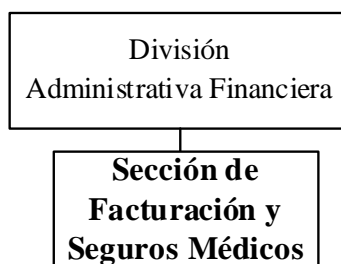 División
Administrativa Financiera
Sección de
Facturación y
Seguros Médicos